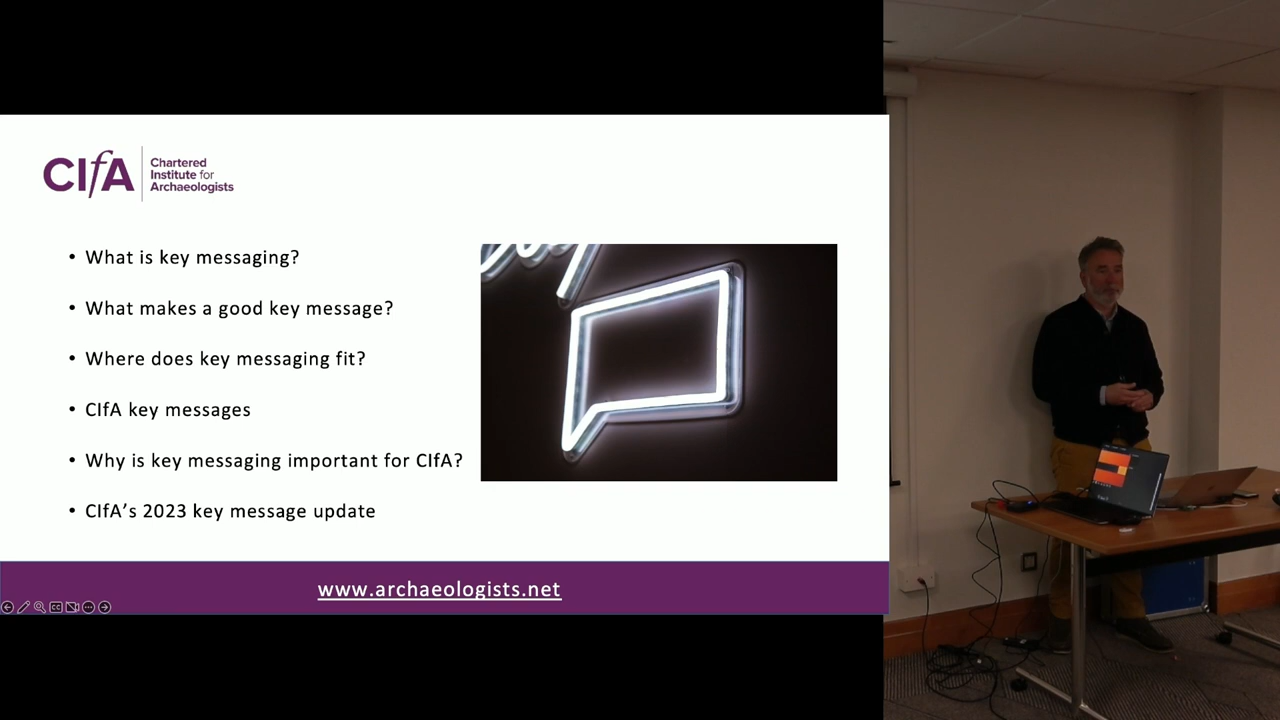 CIfA
Chartered
Institute for
Archaeologists
• What is key messaging?
• What makes a good key message?
• Where does key messaging fit?
• CIfA key messages
• Why is key messaging important for CIfA?
• CIfA’s 2023 key message update
www.archaeologists.net